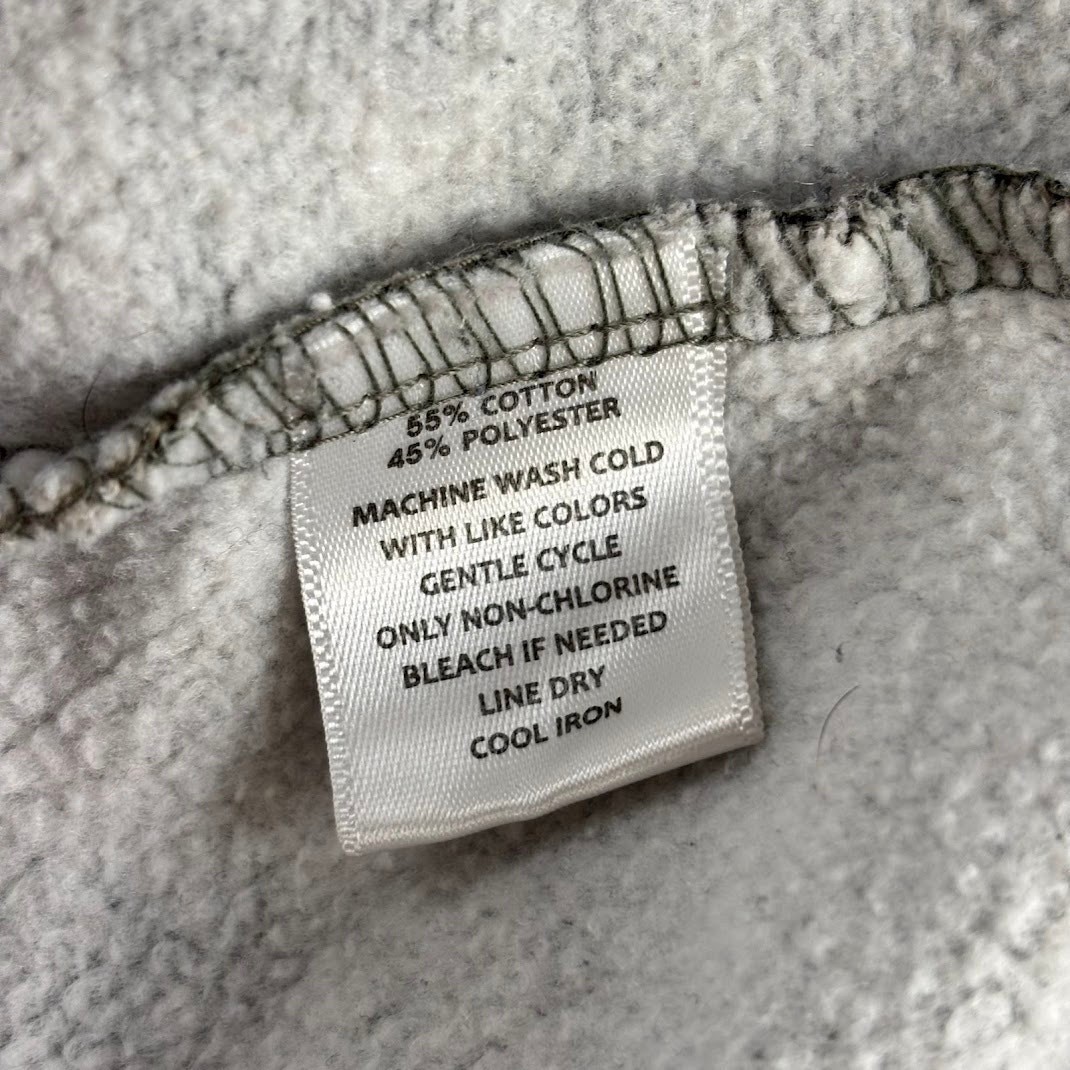 55% COTTON
45% POLYESTER
MACHINE WASH COLD
WITH LIKE COLORS
GENTLE CYCLE
ONLY NON-CHLORINE
BLEACH IF NEEDED
LINE DRY
COOL IRON